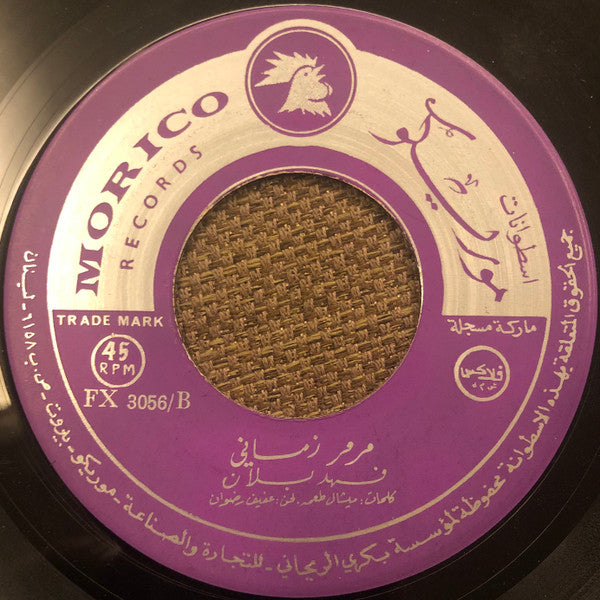 MORICO
RECORDS
اسطوانات
موريكو
TRADE MARK
ماركة مسجلة
45
RPM
FX 3056/B
فلاكس
مرمر زماني
فهد بلان
كلمات: ميشال طعمه، لحن: عفيف رضوان
جميع الحقوق المتعلقة بهذه الاسطوانة محفوظة لمؤسسة بكري الريحاني - للتجارة والصناعة - موريكو - بيروت - ص.ب ٦١٥٨ - لبنان